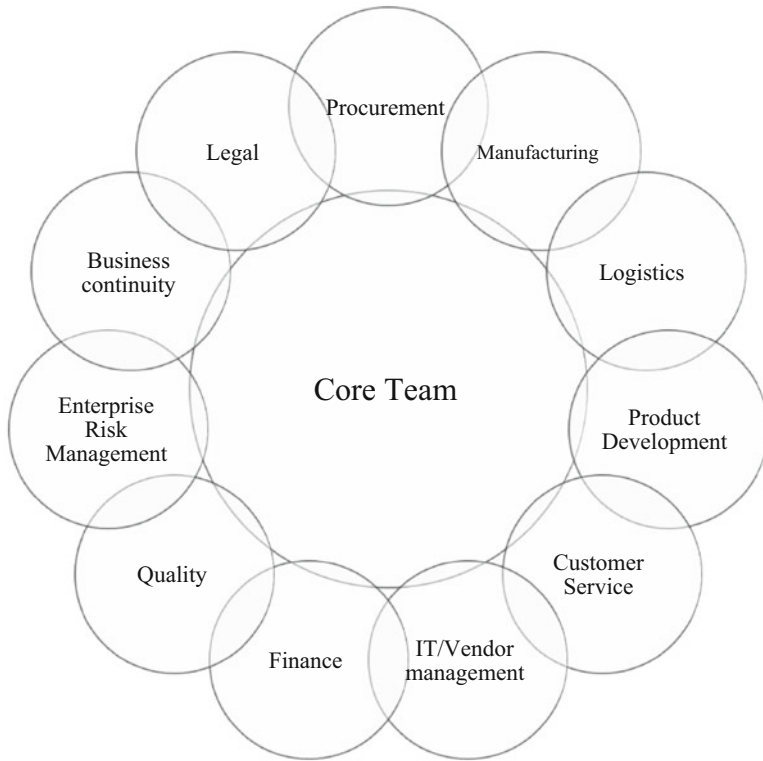 Procurement
Manufacturing
Logistics
Product
Development
Customer
Service
IT/Vendor
management
Finance
Quality
Enterprise
Risk
Management
Business
continuity
Legal
Core Team